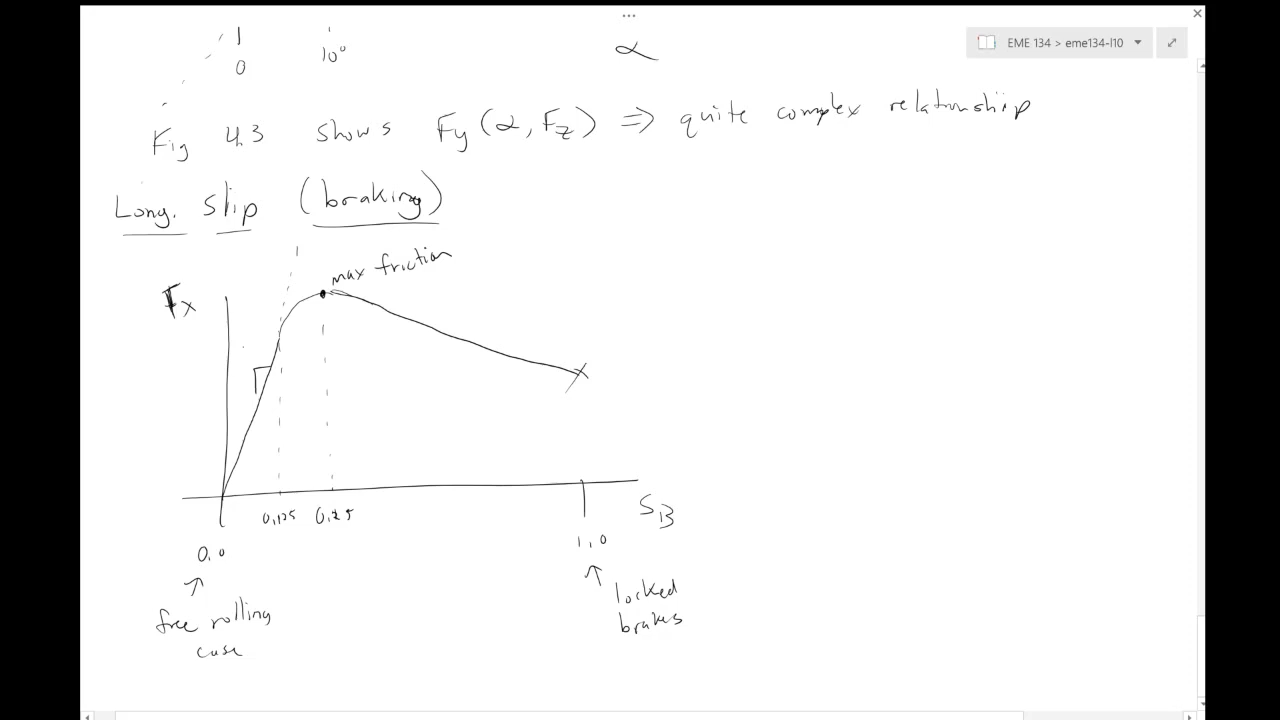 ...
EME 134 > eme134-l10
0 10° α
Fig 4.3 shows Fy (α, Fz) ⇒ quite complex relationship
Long. slip (braking)
max friction
Fx
0.125 0.25
SB
0.0 1.0
free rolling case
locked brakes